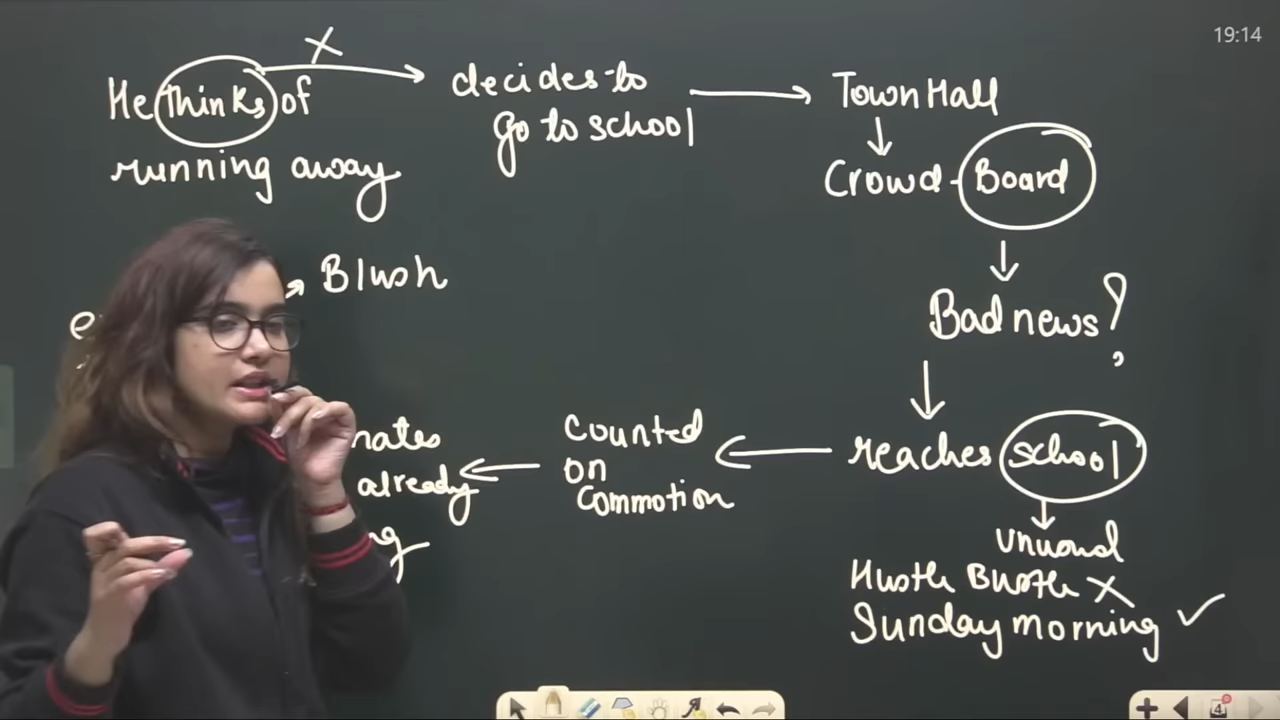 19:14
He thinks of
running away
X
decides to
go to school
Town Hall
Crowd - Board
Bad news?
reaches school
unusual
Hustle Bustle X
Sunday morning ✓
counted
on
Commotion
already
Blush
4